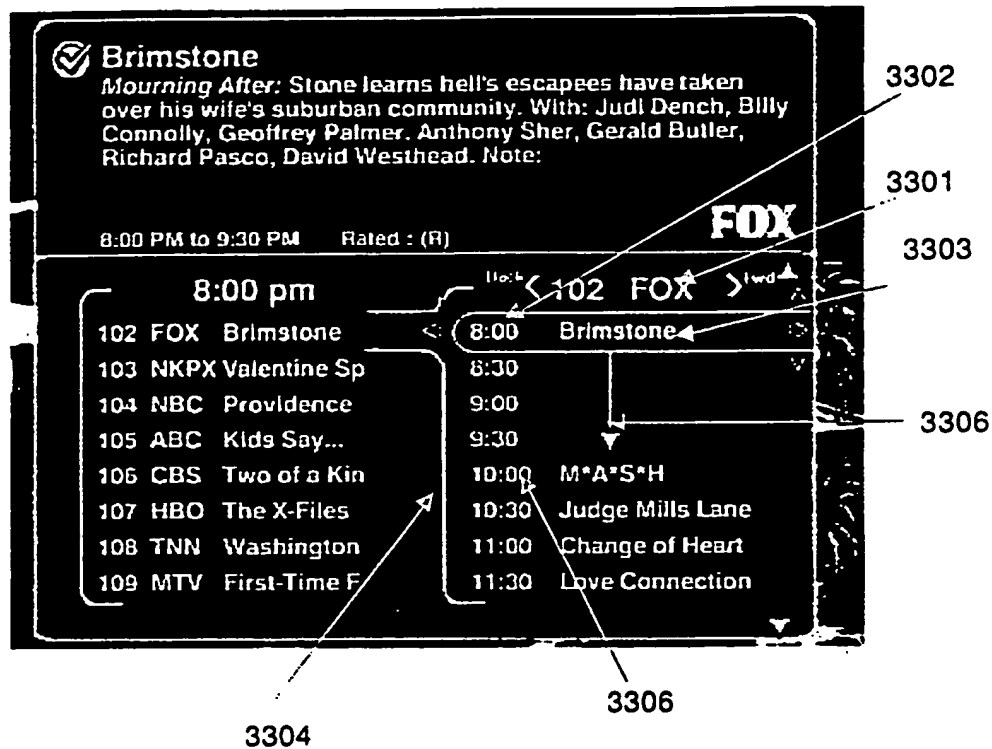 Brimstone
Mourning After: Stone learns hell's escapees have taken
over his wife's suburban community. With: Judi Dench, Billy
Connolly, Geoffrey Palmer. Anthony Sher, Gerald Butler,
Richard Pasco, David Westhead. Note:
8:00 PM to 9:30 PM Rated : (R)
FOX
8:00 pm
102 FOX Brimstone
103 NKPX Valentine Sp
104 NBC Providence
105 ABC Kids Say...
106 CBS Two of a Kin
107 HBO The X-Files
108 TNN Washington
109 MTV First-Time F
Back < 102 FOX > Fwd
8:00 Brimstone
8:30
9:00
9:30
10:00 M*A*S*H
10:30 Judge Mills Lane
11:00 Change of Heart
11:30 Love Connection
3302
3301
3303
3306
3306
3304